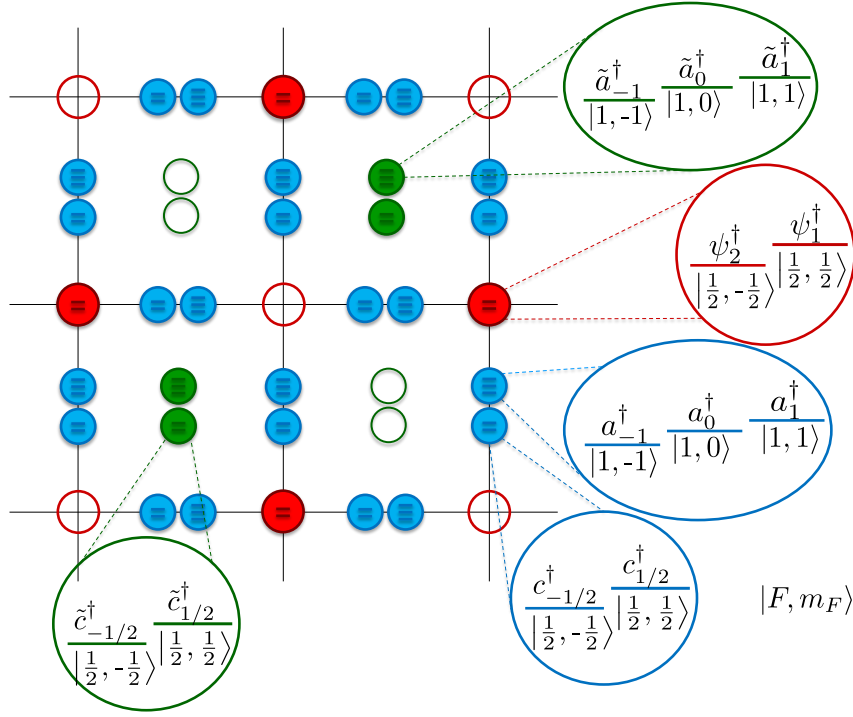 ã†₋₁ ã†₀ ã†₁
|1,-1⟩ |1, 0⟩ |1, 1⟩
ψ†₂ ψ†₁
|½, -½⟩ |½, ½⟩
a†₋₁ a†₀ a†₁
|1,-1⟩ |1, 0⟩ |1, 1⟩
c†₋₁/₂ c†₁/₂
|½, -½⟩ |½, ½⟩
|F, m_F⟩
c̃†₋₁/₂ c̃†₁/₂
|½, -½⟩ |½, ½⟩